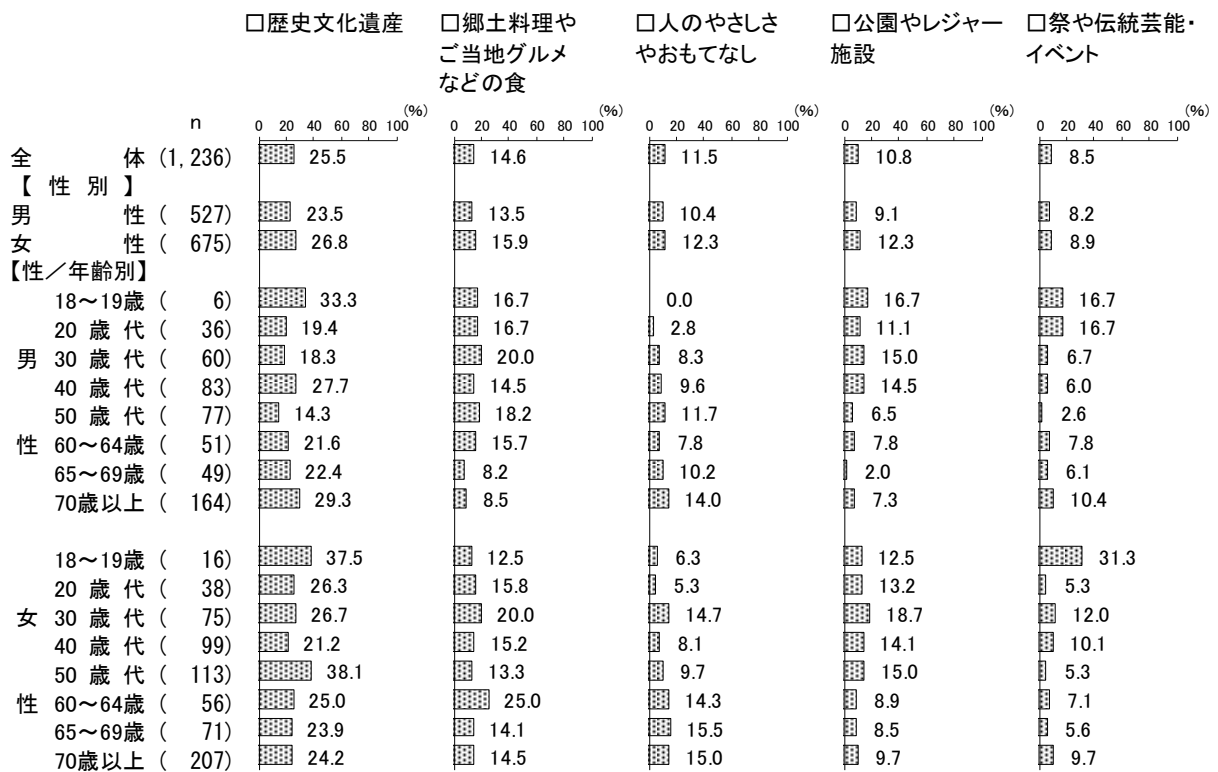 □歴史文化遺産 □郷土料理や □人のやさしさ □公園やレジャー □祭や伝統芸能・
ご当地グルメ やおもてなし 施設 イベント
などの食
(%) (%) (%) (%) (%)
n 0 20 40 60 80 100 0 20 40 60 80 100 0 20 40 60 80 100 0 20 40 60 80 100 0 20 40 60 80 100
全体 (1,236) 25.5 14.6 11.5 10.8 8.5
【性別】
男性 (527) 23.5 13.5 10.4 9.1 8.2
女性 (675) 26.8 15.9 12.3 12.3 8.9
【性／年齢別】
18～19歳 (6) 33.3 16.7 0.0 16.7 16.7
20歳代 (36) 19.4 16.7 2.8 11.1 16.7
男 30歳代 (60) 18.3 20.0 8.3 15.0 6.7
40歳代 (83) 27.7 14.5 9.6 14.5 6.0
50歳代 (77) 14.3 18.2 11.7 6.5 2.6
性 60～64歳 (51) 21.6 15.7 7.8 7.8 7.8
65～69歳 (49) 22.4 8.2 10.2 2.0 6.1
70歳以上 (164) 29.3 8.5 14.0 7.3 10.4
18～19歳 (16) 37.5 12.5 6.3 12.5 31.3
20歳代 (38) 26.3 15.8 5.3 13.2 5.3
女 30歳代 (75) 26.7 20.0 14.7 18.7 12.0
40歳代 (99) 21.2 15.2 8.1 14.1 10.1
50歳代 (113) 38.1 13.3 9.7 15.0 5.3
性 60～64歳 (56) 25.0 25.0 14.3 8.9 7.1
65～69歳 (71) 23.9 14.1 15.5 8.5 5.6
70歳以上 (207) 24.2 14.5 15.0 9.7 9.7